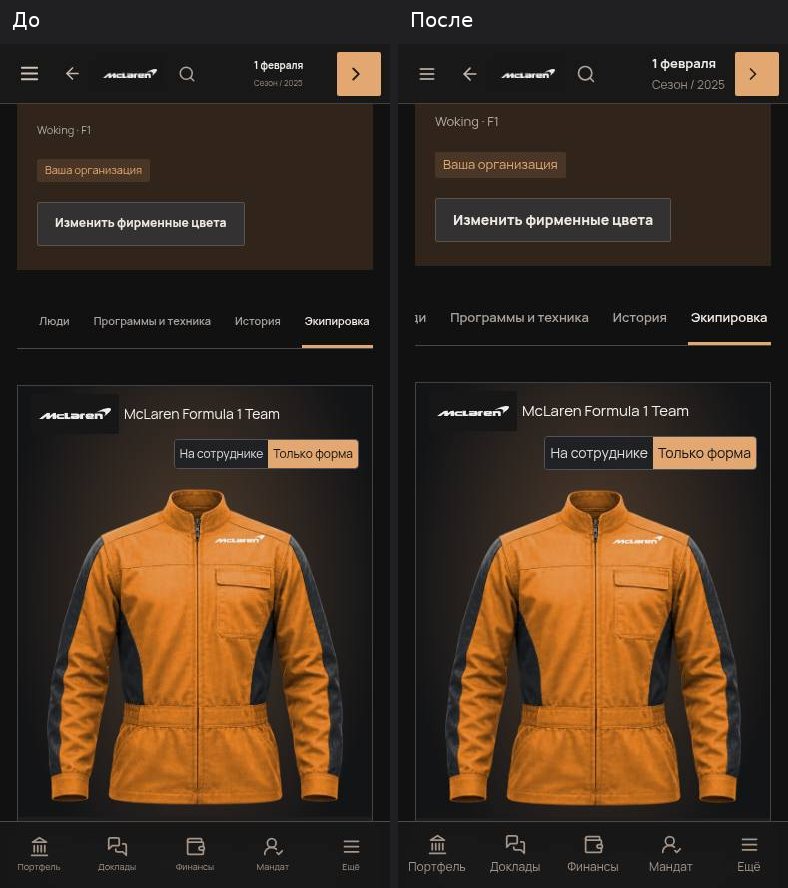 До
McLaren
1 февраля
Сезон / 2025
Woking · F1
Ваша организация
Изменить фирменные цвета
Люди
Программы и техника
История
Экипировка
McLaren
McLaren Formula 1 Team
На сотруднике
Только форма
McLaren
Портфель
Доклады
Финансы
Мандат
Ещё
После
McLaren
1 февраля
Сезон / 2025
Woking · F1
Ваша организация
Изменить фирменные цвета
ди
Программы и техника
История
Экипировка
McLaren
McLaren Formula 1 Team
На сотруднике
Только форма
McLaren
Портфель
Доклады
Финансы
Мандат
Ещё